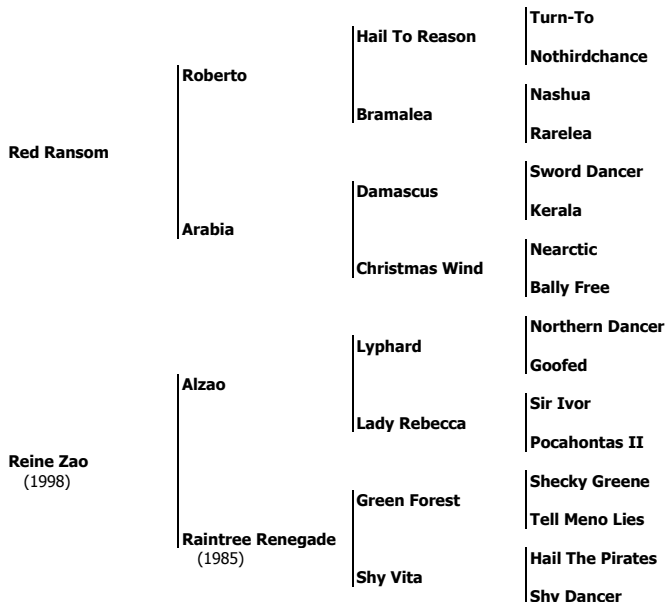 Turn-To
Hail To Reason
Nothirdchance
Roberto
Nashua
Bramalea
Rarelea
Red Ransom
Sword Dancer
Damascus
Kerala
Arabia
Nearctic
Christmas Wind
Bally Free
Northern Dancer
Lyphard
Goofed
Alzao
Sir Ivor
Lady Rebecca
Pocahontas II
Reine Zao
(1998)
Shecky Greene
Green Forest
Tell Meno Lies
Raintree Renegade
(1985)
Hail The Pirates
Shy Vita
Shy Dancer